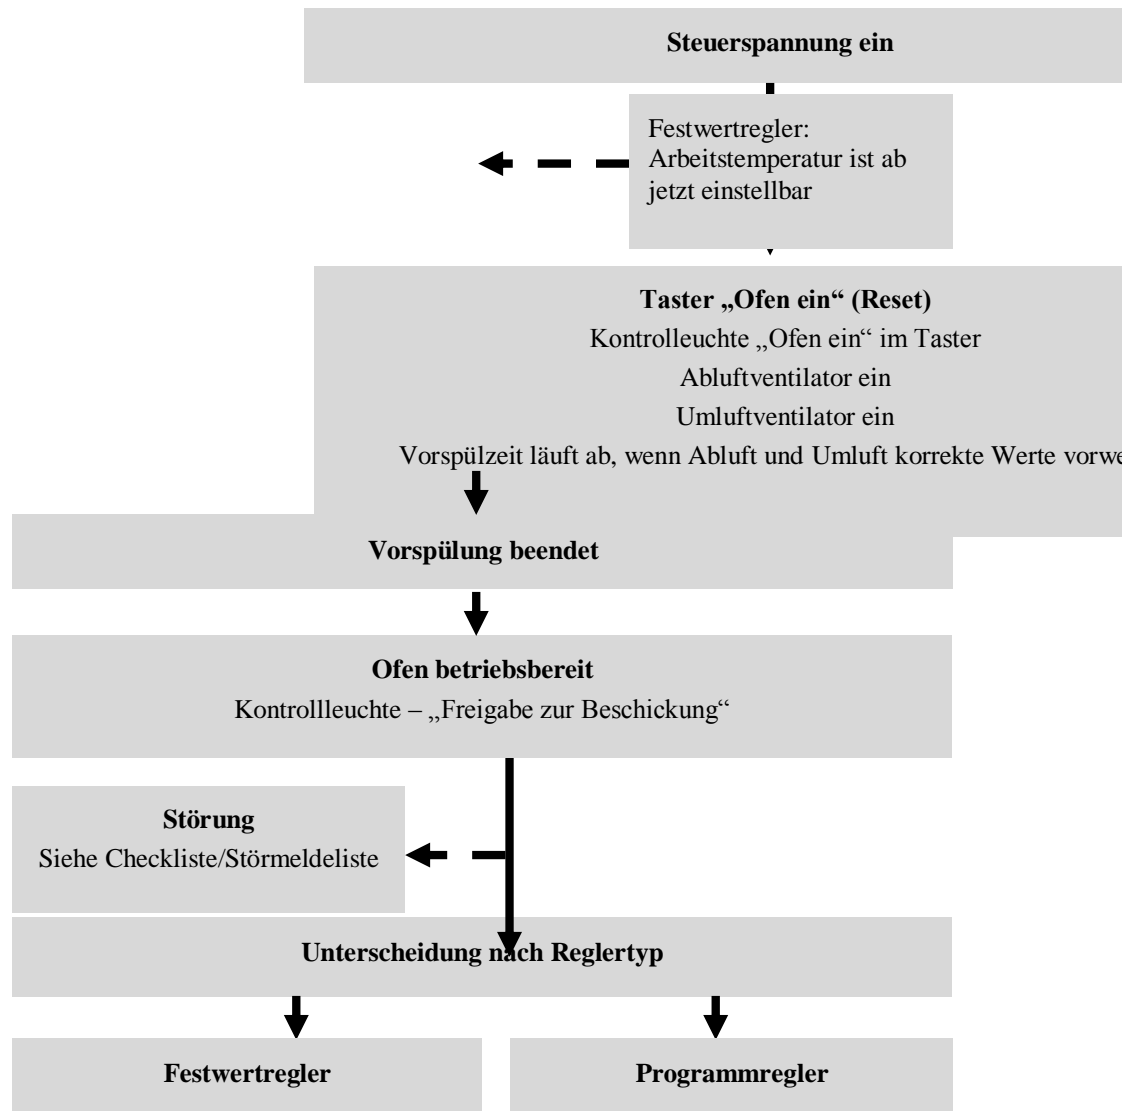 Steuerspannung ein
Festwertregler:
Arbeitstemperatur ist ab
jetzt einstellbar
Taster „Ofen ein“ (Reset)
Kontrolleuchte „Ofen ein“ im Taster
Abluftventilator ein
Umluftventilator ein
Vorspülzeit läuft ab, wenn Abluft und Umluft korrekte Werte
Vorspülung beendet
Ofen betriebsbereit
Kontrollleuchte – „Freigabe zur Beschickung“
Störung
Siehe Checkliste/Störmeldeliste
Unterscheidung nach Reglertyp
Festwertregler
Programmregler